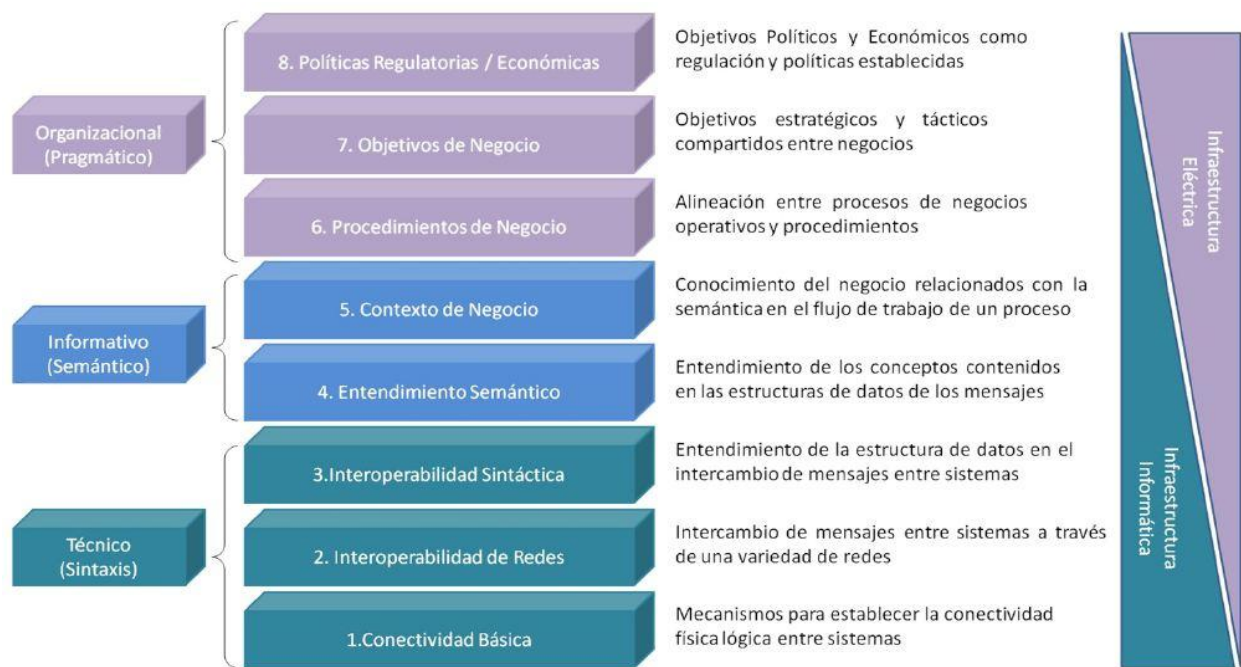 8. Políticas Regulatorias / Económicas
Objetivos Políticos y Económicos como
regulación y políticas establecidas
Organizacional
(Pragmático)
7. Objetivos de Negocio
Objetivos estratégicos y tácticos
compartidos entre negocios
6. Procedimientos de Negocio
Alineación entre procesos de negocios
operativos y procedimientos
Informativo
(Semántico)
5. Contexto de Negocio
Conocimiento del negocio relacionados con la
semántica en el flujo de trabajo de un proceso
4. Entendimiento Semántico
Entendimiento de los conceptos contenidos
en las estructuras de datos de los mensajes
Técnico
(Sintaxis)
3.Interoperabilidad Sintáctica
Entendimiento de la estructura de datos en el
intercambio de mensajes entre sistemas
2. Interoperabilidad de Redes
Intercambio de mensajes entre sistemas a través
de una variedad de redes
1.Conectividad Básica
Mecanismos para establecer la conectividad
física lógica entre sistemas
Infraestructura
Eléctrica
Infraestructura
Informática